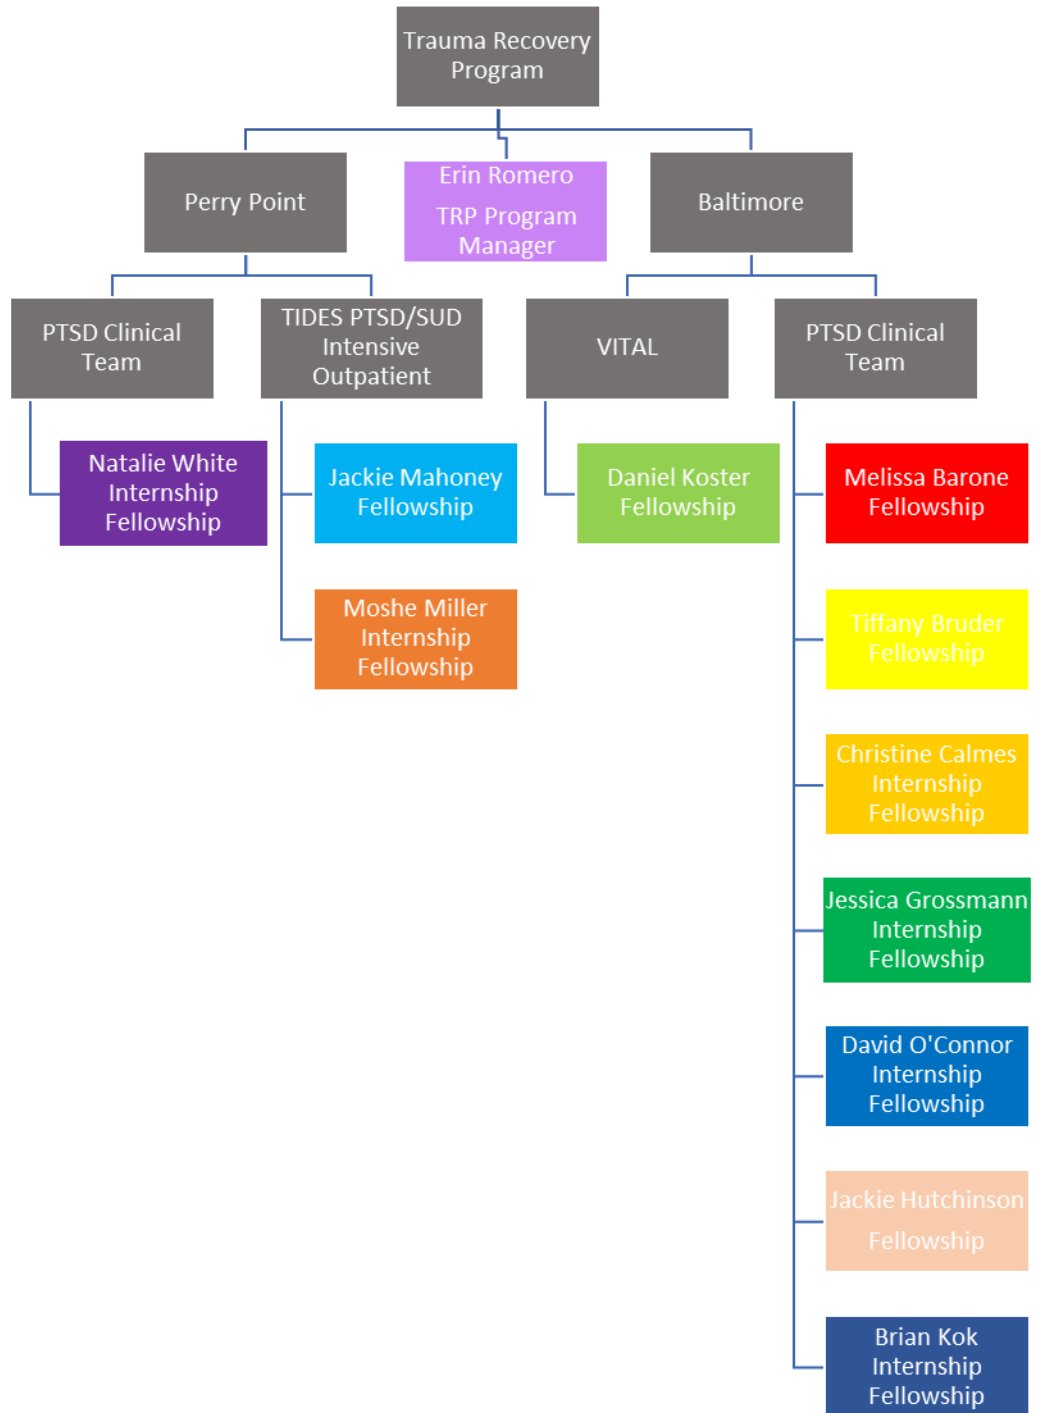 Trauma Recovery
Program
Erin Romero
TRP Program
Manager
Perry Point
Baltimore
PTSD Clinical
Team
TIDES PTSD/SUD
Intensive
Outpatient
VITAL
PTSD Clinical
Team
Natalie White
Internship
Fellowship
Jackie Mahoney
Fellowship
Moshe Miller
Internship
Fellowship
Daniel Koster
Fellowship
Melissa Barone
Fellowship
Tiffany Bruder
Fellowship
Christine Calmes
Internship
Fellowship
Jessica Grossmann
Internship
Fellowship
David O'Connor
Internship
Fellowship
Jackie Hutchinson
Fellowship
Brian Kok
Internship
Fellowship